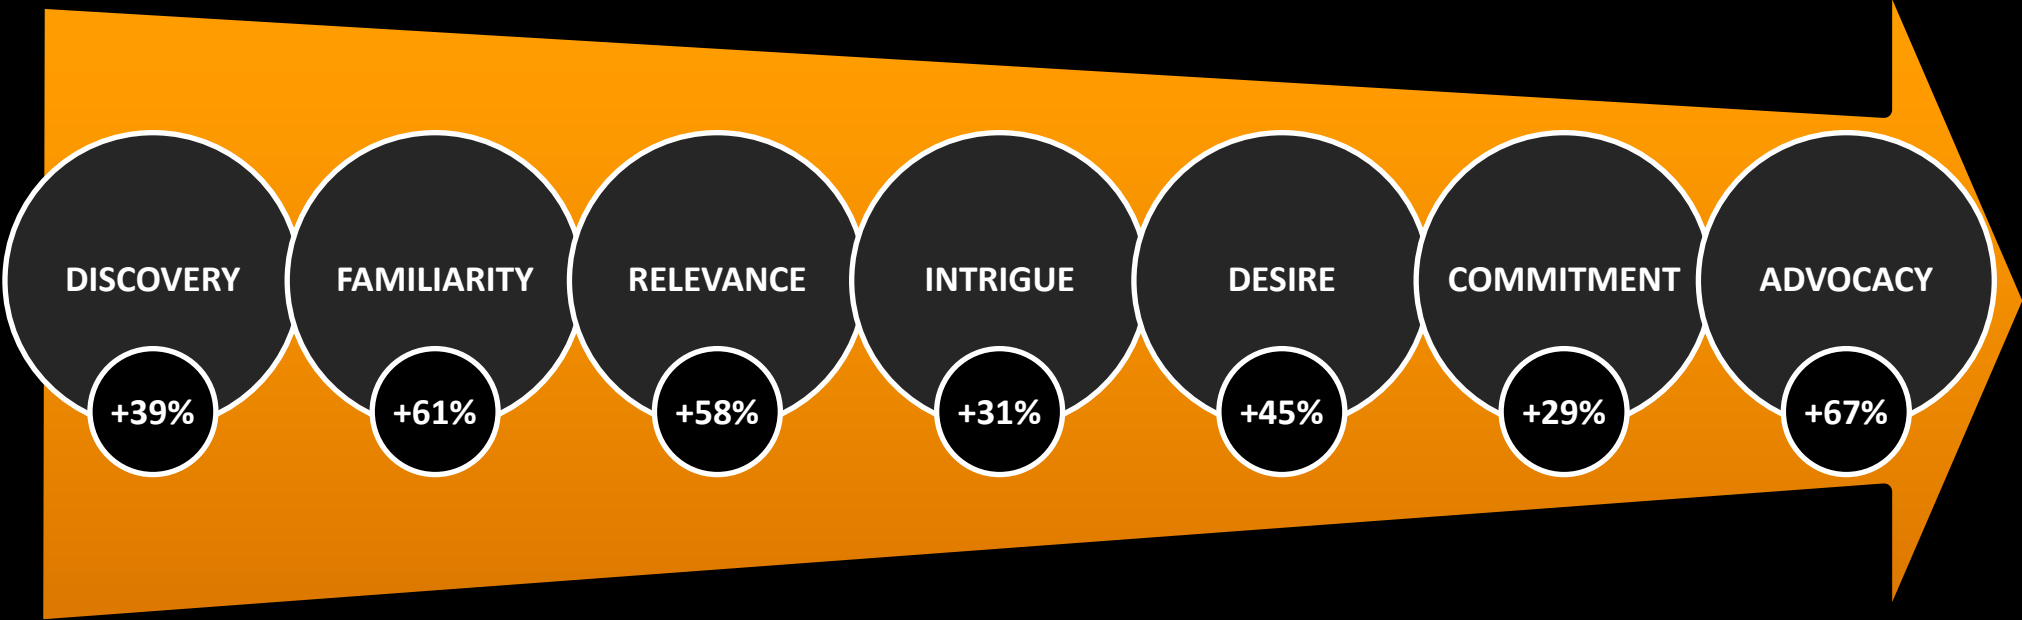 DISCOVERY
FAMILIARITY
RELEVANCE
INTRIGUE
DESIRE
COMMITMENT
ADVOCACY
+39%
+61%
+58%
+31%
+45%
+29%
+67%